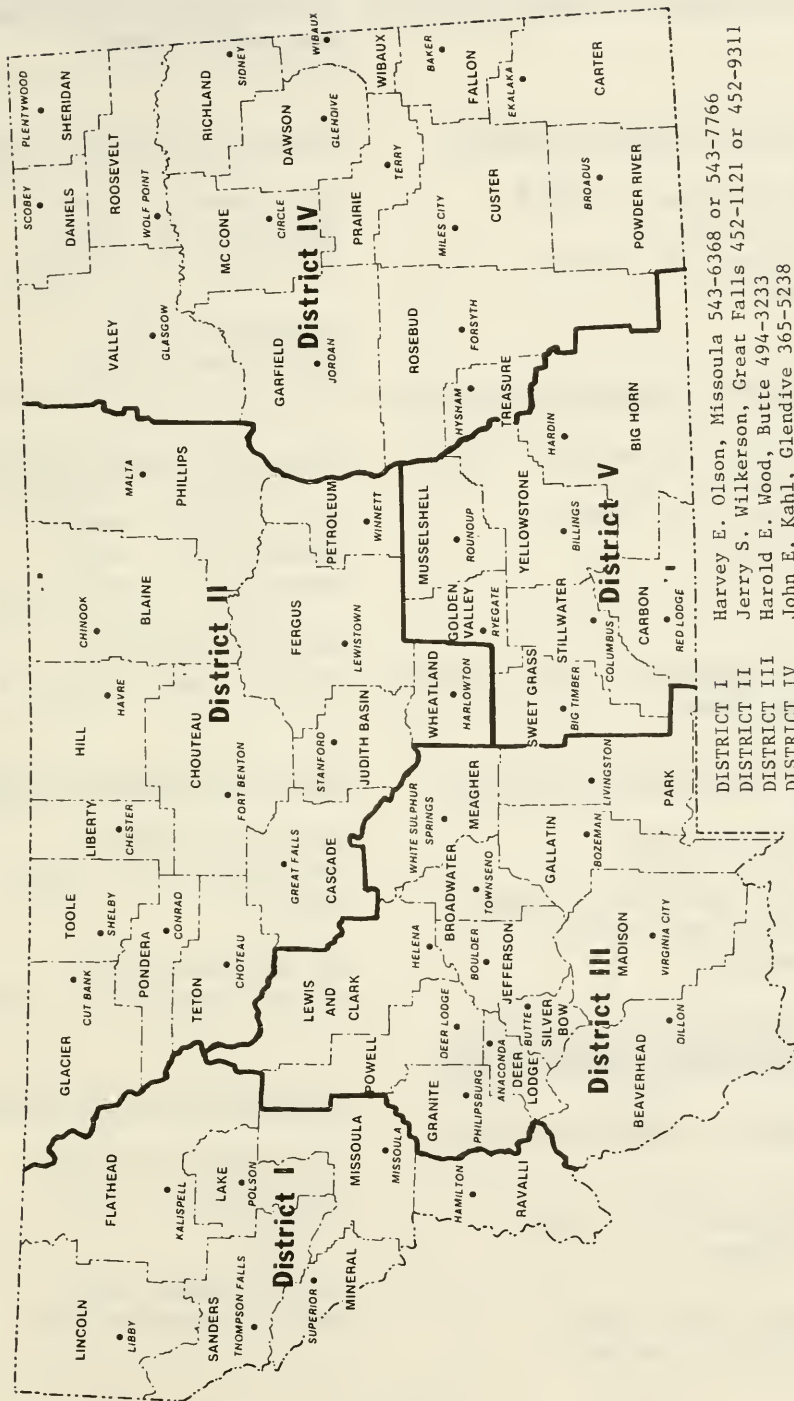 LINCOLN
LIBBY
FLATHEAD
KALISPELL
SANDERS
THOMPSON FALLS
LAKE
POLSON
District I
SUPERIOR
MINERAL
MISSOULA
MISSOULA
HAMILTON
RAVALLI
GLACIER
CUT BANK
TOOLE
SHELBY
PONDERA
CONRAD
TETON
CHOTEAU
LIBERTY
CHESTER
HILL
HAVRE
CHOUTEAU
FORT BENTON
BLAINE
CHINOOK
PHILLIPS
MALTA
District II
GREAT FALLS
CASCADE
STANFORD
JUDITH BASIN
FERGUS
LEWISTOWN
PETROLEUM
WINNETT
WHEATLAND
HARLOWTON
LEWIS
AND
CLARK
HELENA
POWELL
DEER LODGE
GRANITE
PHILIPSBURG
ANACONDA
DEER
LODGE
BUTTE
SILVER
BOW
JEFFERSON
BOULDER
BROADWATER
TOWNSEND
WHITE SULPHUR
SPRINGS
MEAGHER
GALLATIN
BOZEMAN
PARK
LIVINGSTON
MADISON
VIRGINIA CITY
District III
BEAVERHEAD
DILLON
VALLEY
GLASGOW
SCOBEY
DANIELS
PLENTYWOOD
SHERIDAN
ROOSEVELT
WOLF POINT
RICHLAND
SIDNEY
MC CONE
CIRCLE
DAWSON
GLENDIVE
WIBAUX
WIBAUX
District IV
GARFIELD
JORDAN
PRAIRIE
TERRY
ROSEBUD
FORSYTH
CUSTER
MILES CITY
FALLON
BAKER
EKALAKA
CARTER
BROADUS
POWDER RIVER
HYSHAM
TREASURE
MUSSELSHELL
ROUNDUP
GOLDEN
VALLEY
RYEGATE
YELLOWSTONE
BILLINGS
BIG HORN
HARDIN
SWEET GRASS
BIG TIMBER
STILLWATER
COLUMBUS
District V
CARBON
RED LODGE
DISTRICT I Harvey E. Olson, Missoula 543-6368 or 543-7766
DISTRICT II Jerry S. Wilkerson, Great Falls 452-1121 or 452-9311
DISTRICT III Harold E. Wood, Butte 494-3233
DISTRICT IV John E. Kahl, Glendive 365-5238